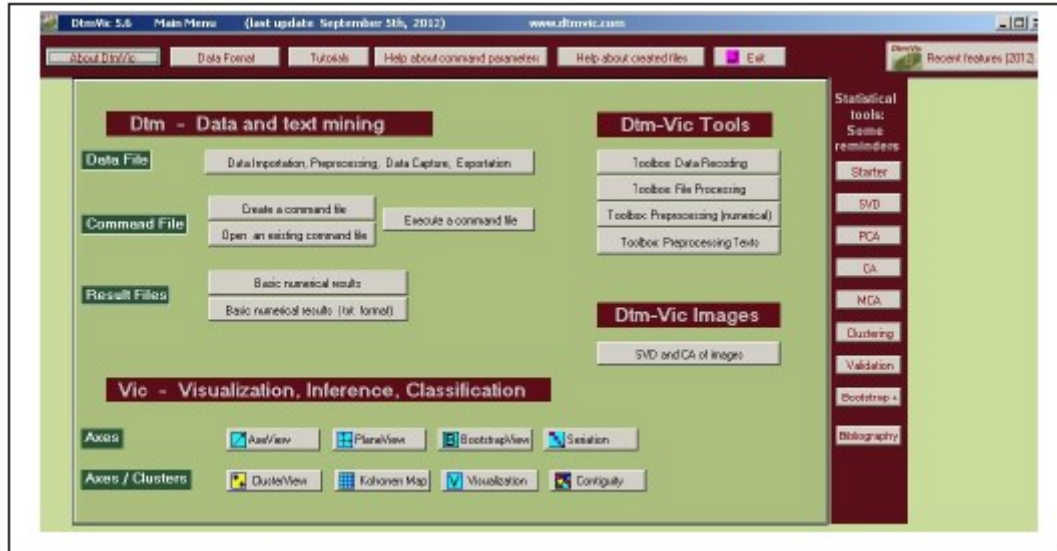 DtmVic 5.6 Main Menu (last update September 5th, 2012) www.dtmvic.com
About DtmVic Data Format Tutorials Help about command parameters Help about created files Exit DtmVic Recent features (2012)
Dtm - Data and text mining
Data File
Data Importation, Preprocessing, Data Capture, Exportation
Command File
Create a command file
Open an existing command file
Execute a command file
Result Files
Basic numerical results
Basic numerical results (txt format)
Dtm-Vic Tools
Toolbox: Data Recoding
Toolbox: File Processing
Toolbox: Preprocessing (numerical)
Toolbox: Preprocessing Texts
Dtm-Vic Images
SVD and CA of images
Vic - Visualization, Inference, Classification
Axes
AxeView PlaneView BootstrapView Seriation
Axes / Clusters
ClusterView Kohonen Map Visualization Contiguity
Statistical
tools:
Some
reminders
Starter
SVD
PCA
CA
MCA
Clustering
Validation
Bootstrap +
Bibliography